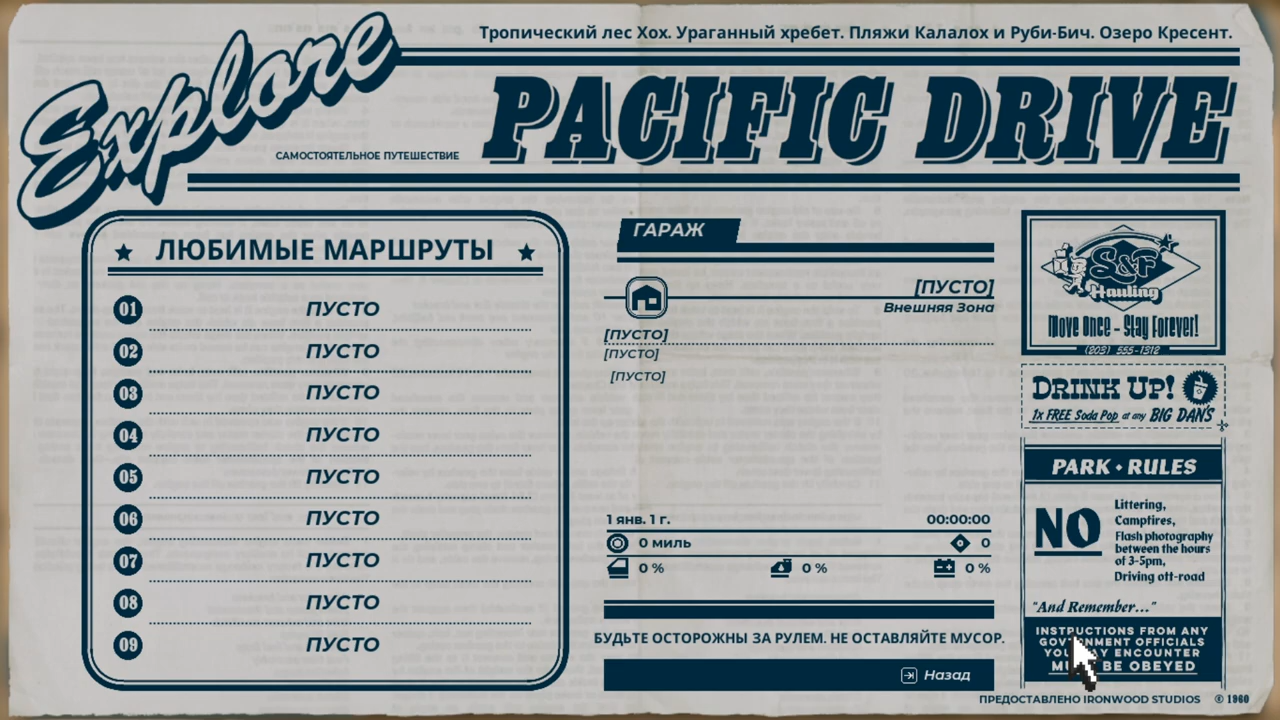 Explore
Тропический лес Хох. Ураганный хребет. Пляжи Калалох и Руби-Бич. Озеро Кресент.
PACIFIC DRIVE
САМОСТОЯТЕЛЬНОЕ ПУТЕШЕСТВИЕ
ЛЮБИМЫЕ МАРШРУТЫ
01 ПУСТО
02 ПУСТО
03 ПУСТО
04 ПУСТО
05 ПУСТО
06 ПУСТО
07 ПУСТО
08 ПУСТО
09 ПУСТО
ГАРАЖ
[ПУСТО]
Внешняя Зона
[ПУСТО]
[ПУСТО]
[ПУСТО]
1 янв. 1 г. 00:00:00
0 миль 0
0 % 0 % 0 %
БУДЬТЕ ОСТОРОЖНЫ ЗА РУЛЕМ. НЕ ОСТАВЛЯЙТЕ МУСОР.
Назад
S&F
Hauling
Move Once - Stay Forever!
(203) 555-1312
DRINK UP!
1x FREE Soda Pop at any BIG DAN'S
PARK • RULES
NO
Littering,
Campfires,
Flash photography
between the hours
of 3-5pm,
Driving off-road
"And Remember..."
INSTRUCTIONS FROM ANY
OFFICIALS
ENCOUNTER
BE OBEYED
ПРЕДОСТАВЛЕНО IRONWOOD STUDIOS © 1960